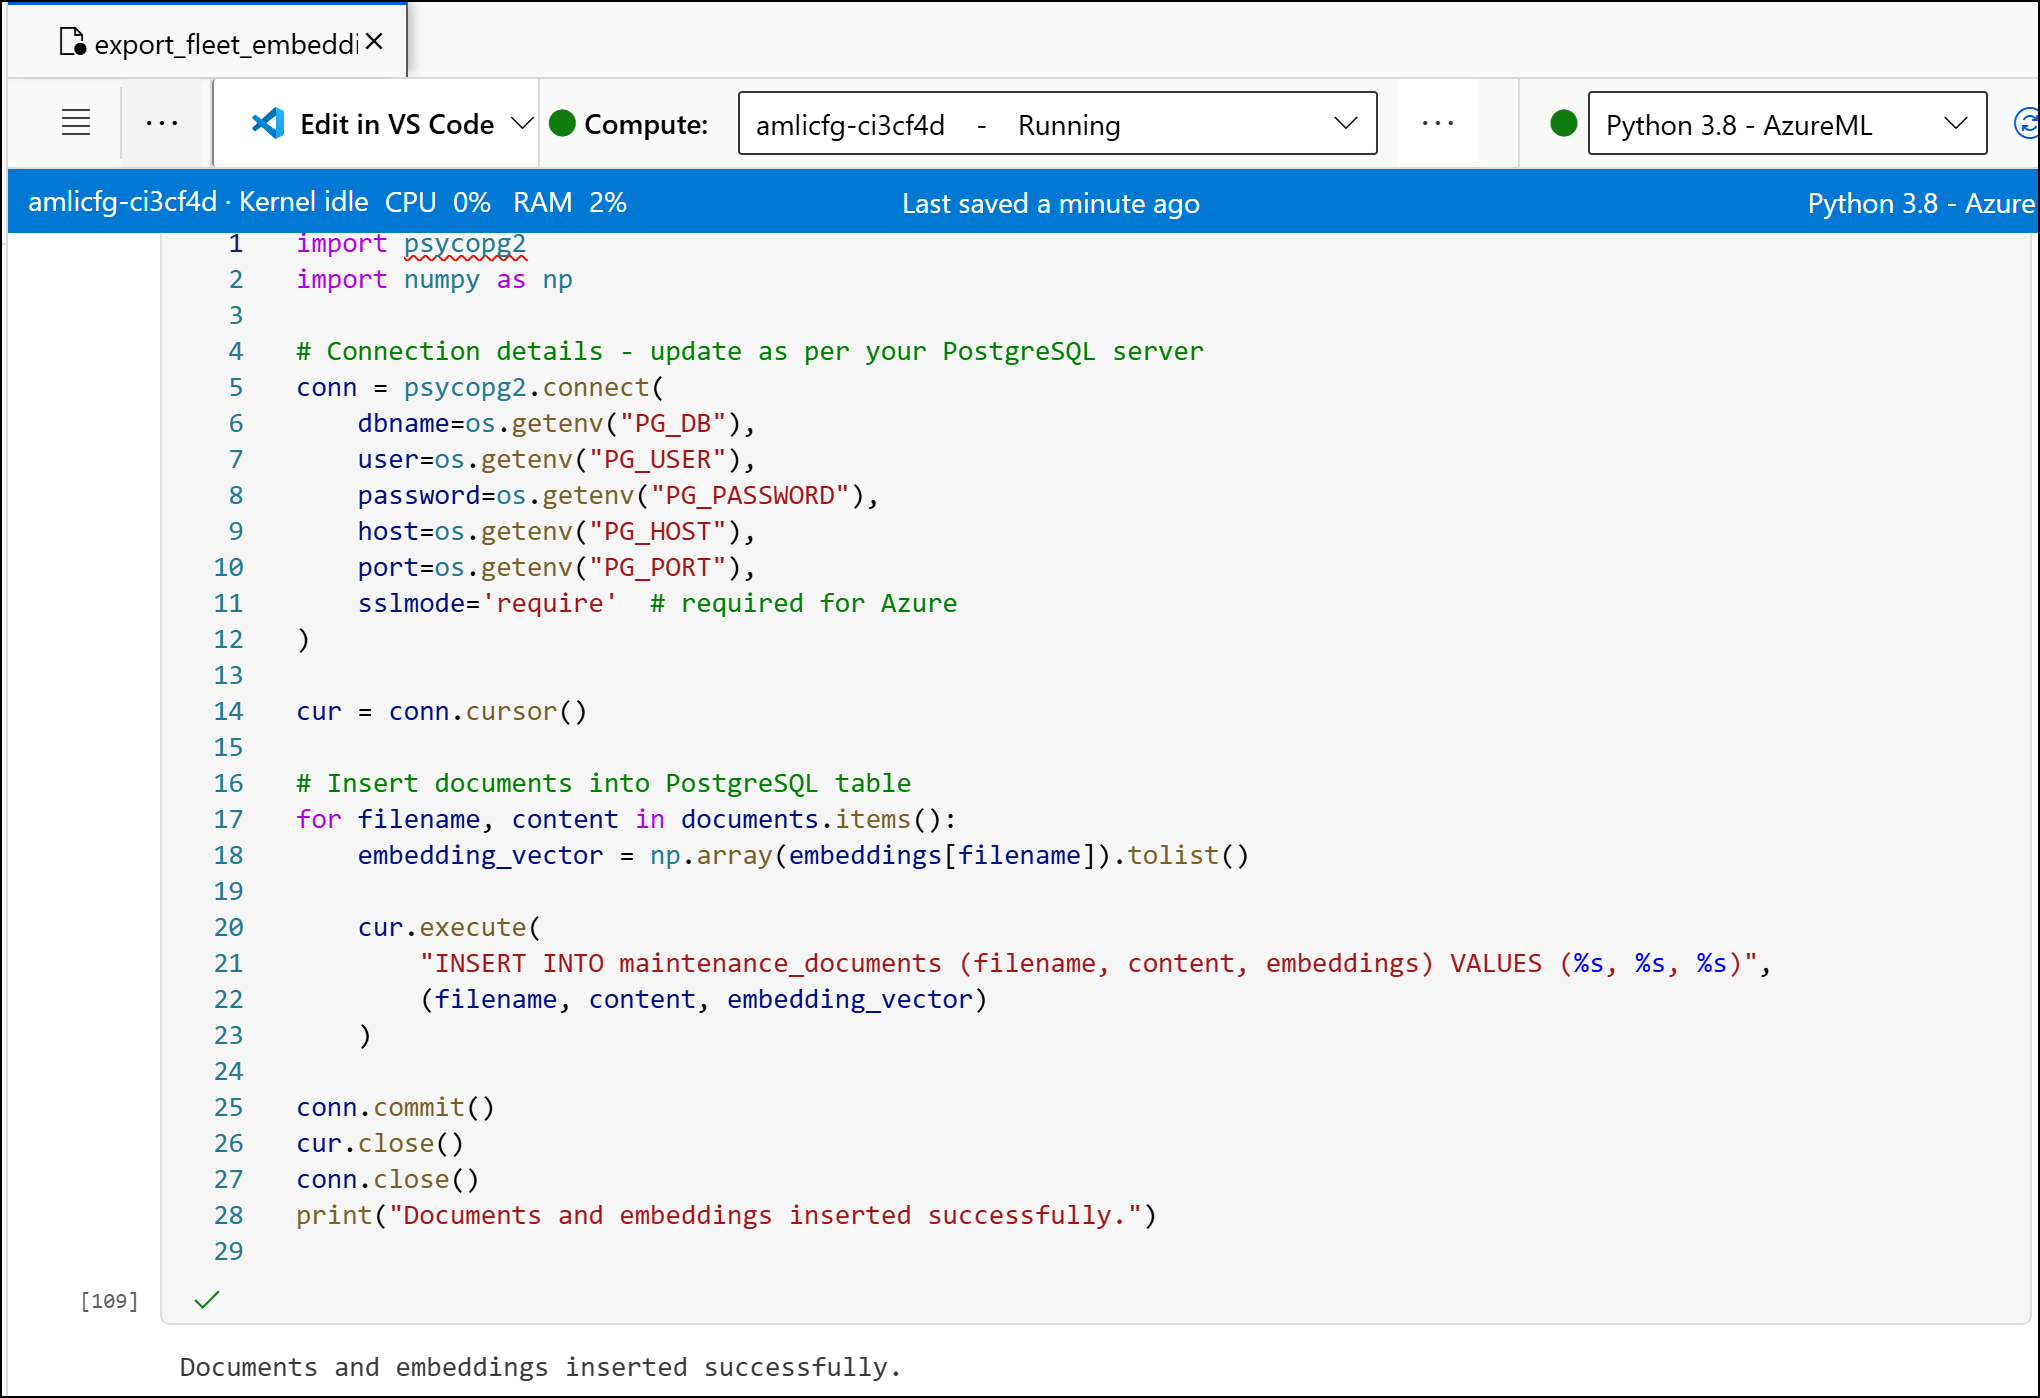 export_fleet_embeddi
Edit in VS Code Compute: amlicfg-ci3cf4d - Running Python 3.8 - AzureML
amlicfg-ci3cf4d · Kernel idle CPU 0% RAM 2% Last saved a minute ago Python 3.8 - Azure
1 import psycopg2
2 import numpy as np
3
4 # Connection details - update as per your PostgreSQL server
5 conn = psycopg2.connect(
6     dbname=os.getenv("PG_DB"),
7     user=os.getenv("PG_USER"),
8     password=os.getenv("PG_PASSWORD"),
9     host=os.getenv("PG_HOST"),
10     port=os.getenv("PG_PORT"),
11     sslmode='require'  # required for Azure
12 )
13
14 cur = conn.cursor()
15
16 # Insert documents into PostgreSQL table
17 for filename, content in documents.items():
18     embedding_vector = np.array(embeddings[filename]).tolist()
19
20     cur.execute(
21         "INSERT INTO maintenance_documents (filename, content, embeddings) VALUES (%s, %s, %s)",
22         (filename, content, embedding_vector)
23     )
24
25 conn.commit()
26 cur.close()
27 conn.close()
28 print("Documents and embeddings inserted successfully.")
29
[109]
Documents and embeddings inserted successfully.